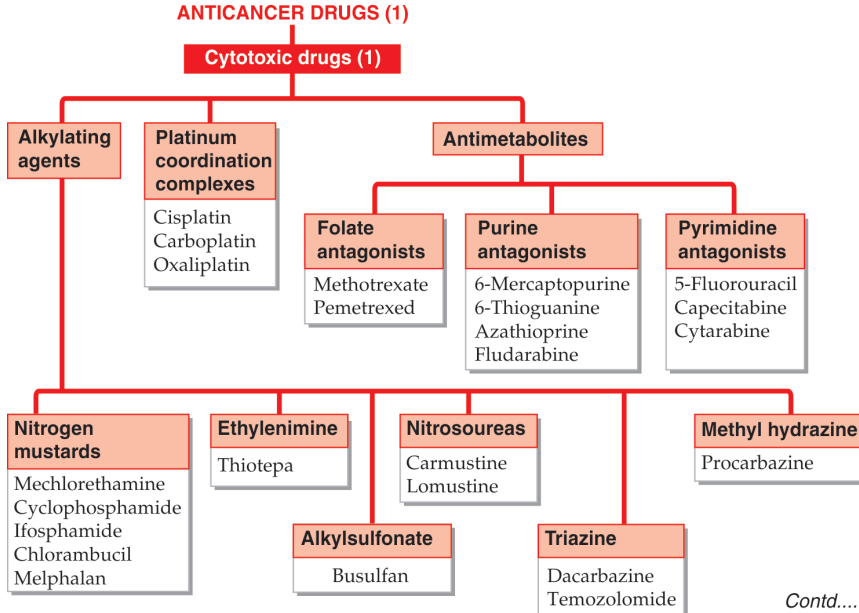 ANTICANCER DRUGS (1)
Cytotoxic drugs (1)
Alkylating
agents
Platinum
coordination
complexes
Cisplatin
Carboplatin
Oxaliplatin
Antimetabolites
Folate
antagonists
Methotrexate
Pemetrexed
Purine
antagonists
6-Mercaptopurine
6-Thioguanine
Azathioprine
Fludarabine
Pyrimidine
antagonists
5-Fluorouracil
Capecitabine
Cytarabine
Nitrogen
mustards
Mechlorethamine
Cyclophosphamide
Ifosphamide
Chlorambucil
Melphalan
Ethylenimine
Thiotepa
Alkylsulfonate
Busulfan
Nitrosoureas
Carmustine
Lomustine
Triazine
Dacarbazine
Temozolomide
Methyl hydrazine
Procarbazine
Contd....